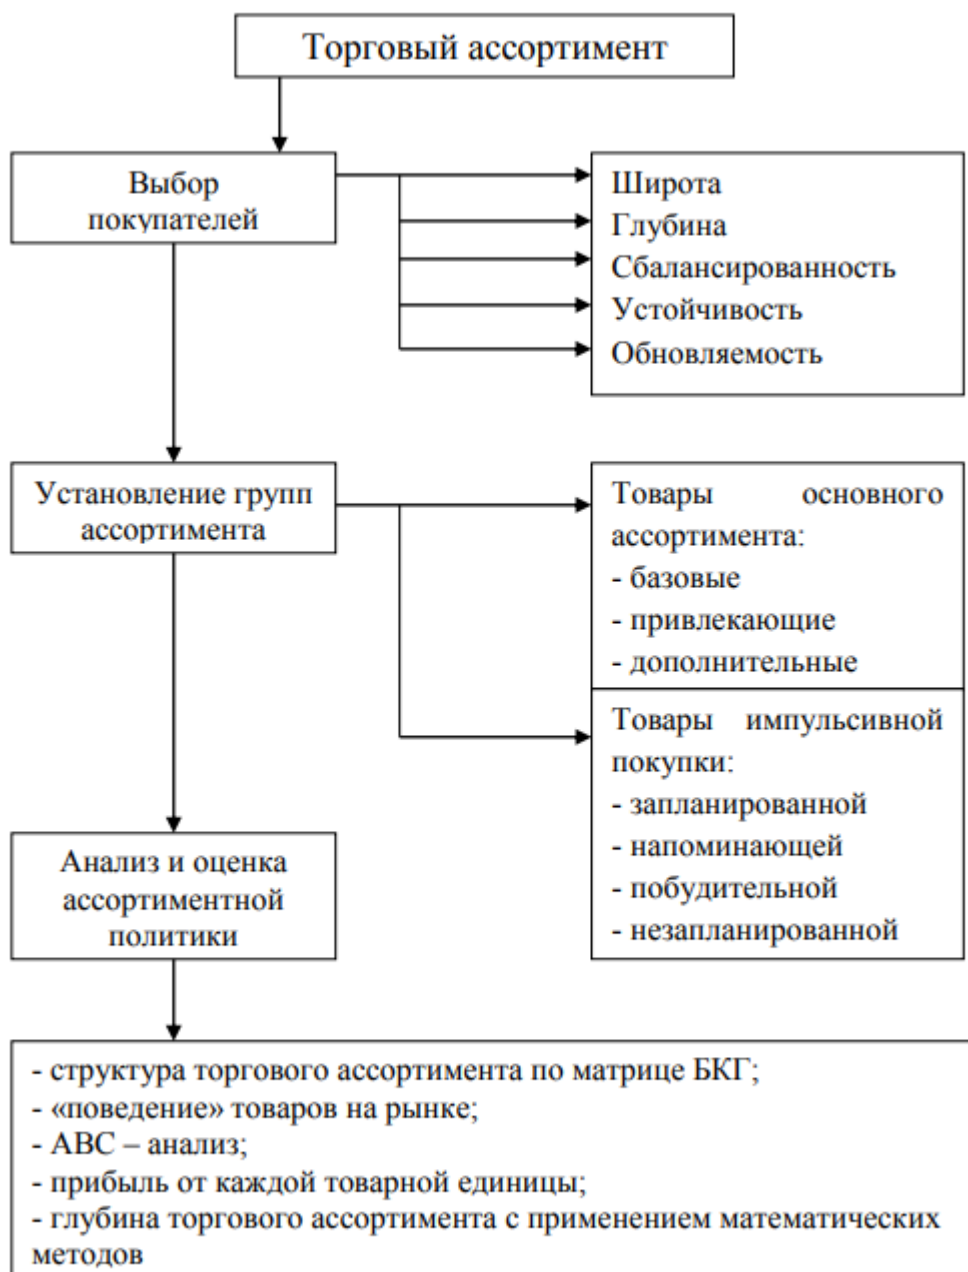 Торговый ассортимент
Выбор
покупателей
Широта
Глубина
Сбалансированность
Устойчивость
Обновляемость
Установление групп
ассортимента
Товары основного
ассортимента:
- базовые
- привлекающие
- дополнительные
Товары импульсивной
покупки:
- запланированной
- напоминающей
- побудительной
- незапланированной
Анализ и оценка
ассортиментной
политики
- структура торгового ассортимента по матрице БКГ;
- «поведение» товаров на рынке;
- АВС – анализ;
- прибыль от каждой товарной единицы;
- глубина торгового ассортимента с применением математических
методов